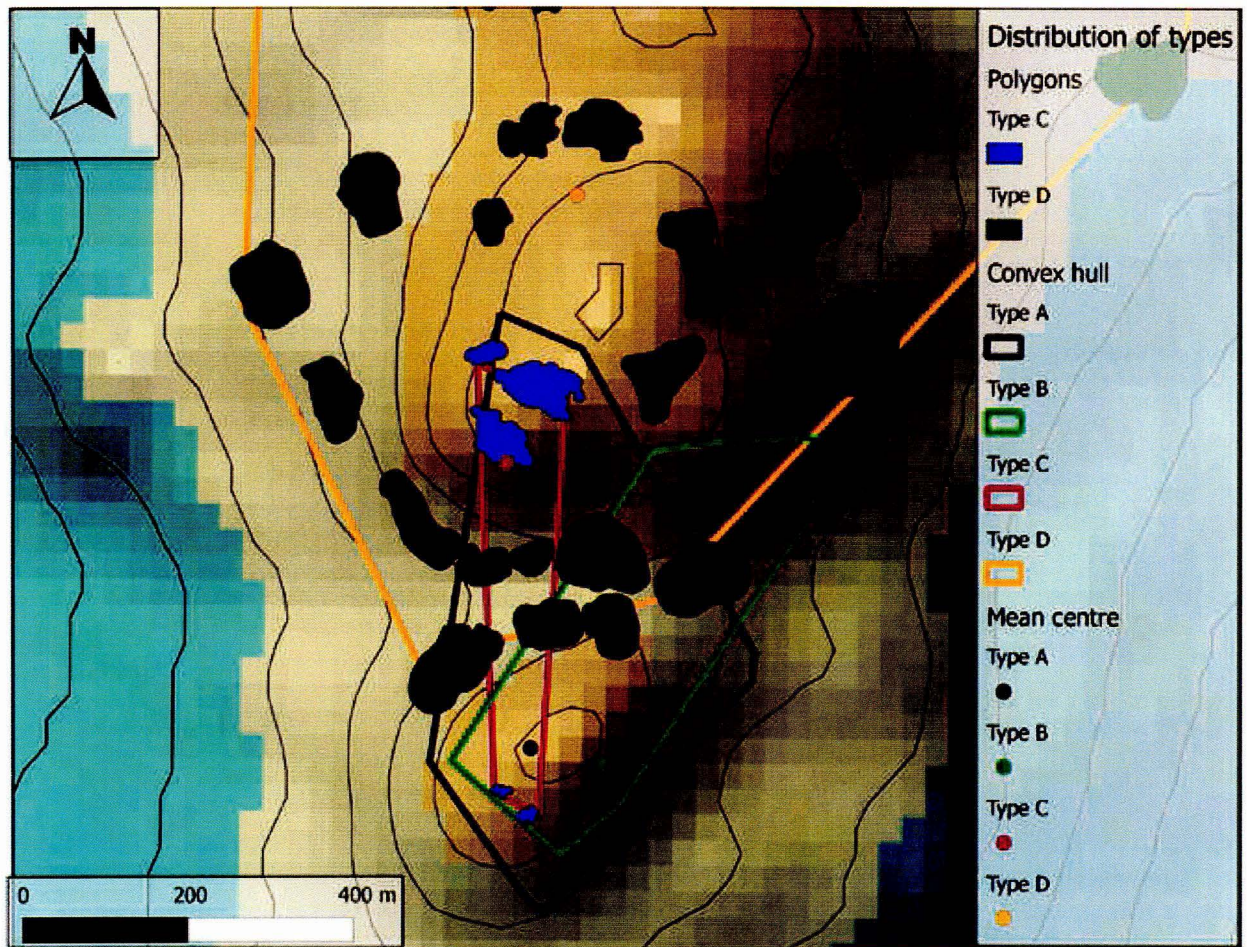 N
Distribution of types
Polygons
Type C
Type D
Convex hull
Type A
Type B
Type C
Type D
Mean centre
Type A
Type B
Type C
Type D
0 200 400 m